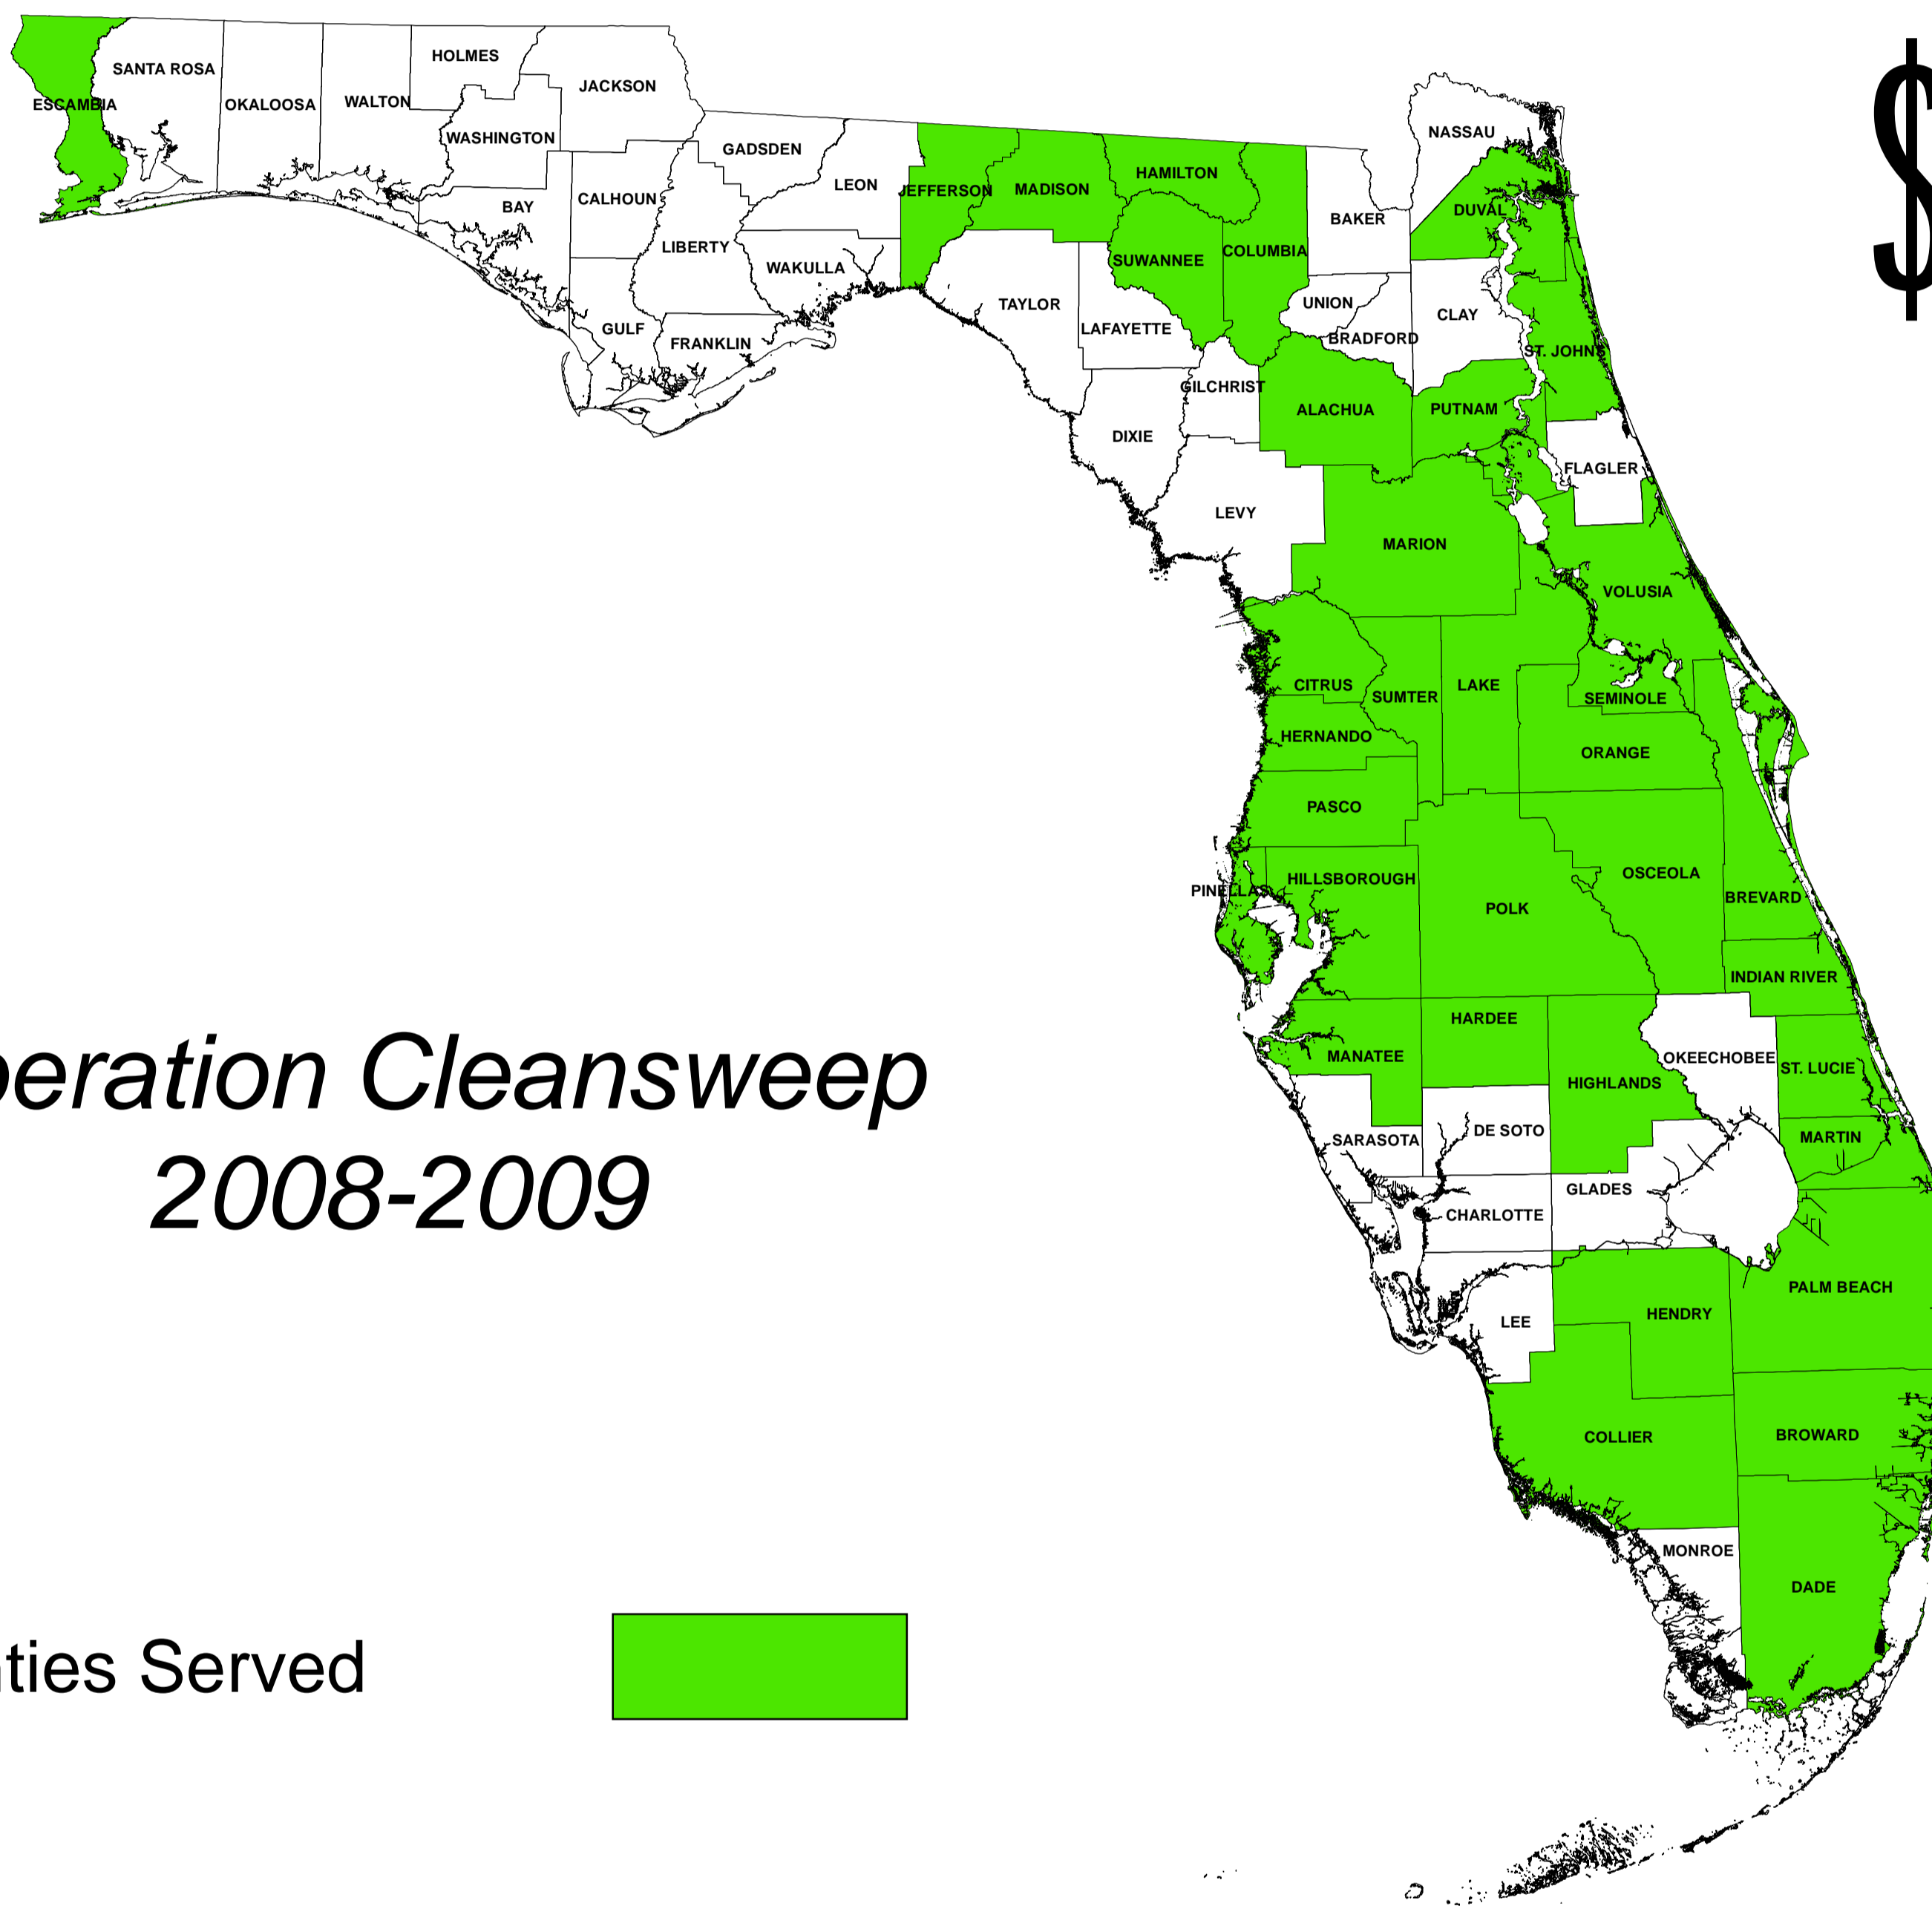 $
HOLMES
SANTA ROSA
JACKSON
ESCAMBIA
OKALOOSA
WALTON
WASHINGTON
NASSAU
GADSDEN
HAMILTON
LEON
JEFFERSON
MADISON
CALHOUN
BAY
DUVAL
BAKER
LIBERTY
COLUMBIA
SUWANNEE
WAKULLA
TAYLOR
UNION
CLAY
GULF
LAFAYETTE
FRANKLIN
BRADFORD
ST. JOHNS
GILCHRIST
ALACHUA
PUTNAM
DIXIE
FLAGLER
LEVY
MARION
VOLUSIA
CITRUS
SUMTER
LAKE
SEMINOLE
HERNANDO
ORANGE
PASCO
OSCEOLA
HILLSBOROUGH
PINELLAS
BREVARD
POLK
INDIAN RIVER
HARDEE
MANATEE
OKEECHOBEE
ST. LUCIE
HIGHLANDS
SARASOTA
DE SOTO
MARTIN
GLADES
CHARLOTTE
PALM BEACH
HENDRY
LEE
COLLIER
BROWARD
MONROE
DADE
peration Cleansweep
2008-2009
ties Served